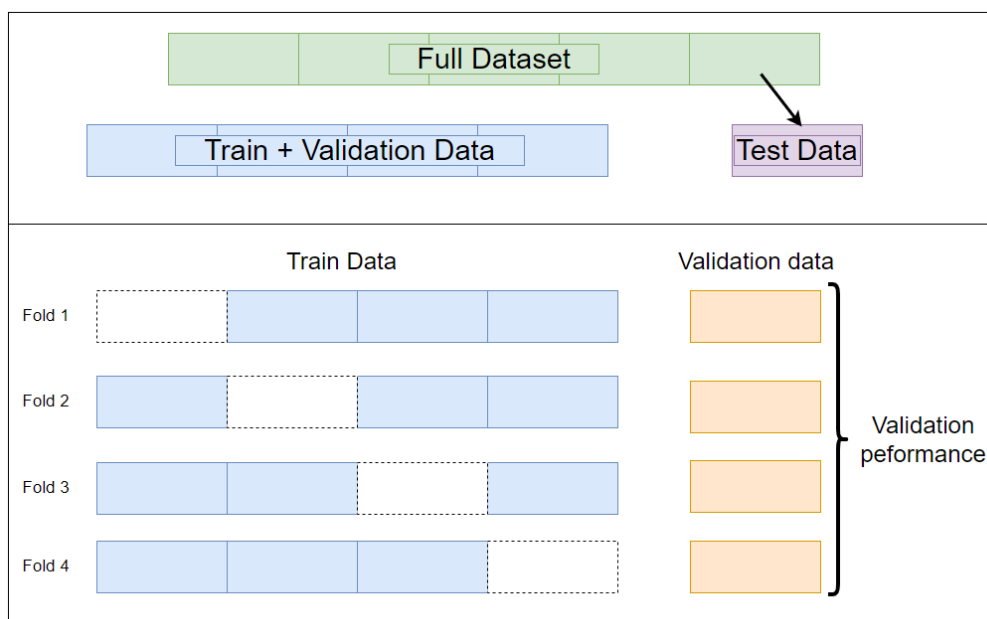 Full Dataset
Train + Validation Data
Test Data
Train Data
Validation data
Fold 1
Fold 2
Fold 3
Fold 4
Validation
peformance